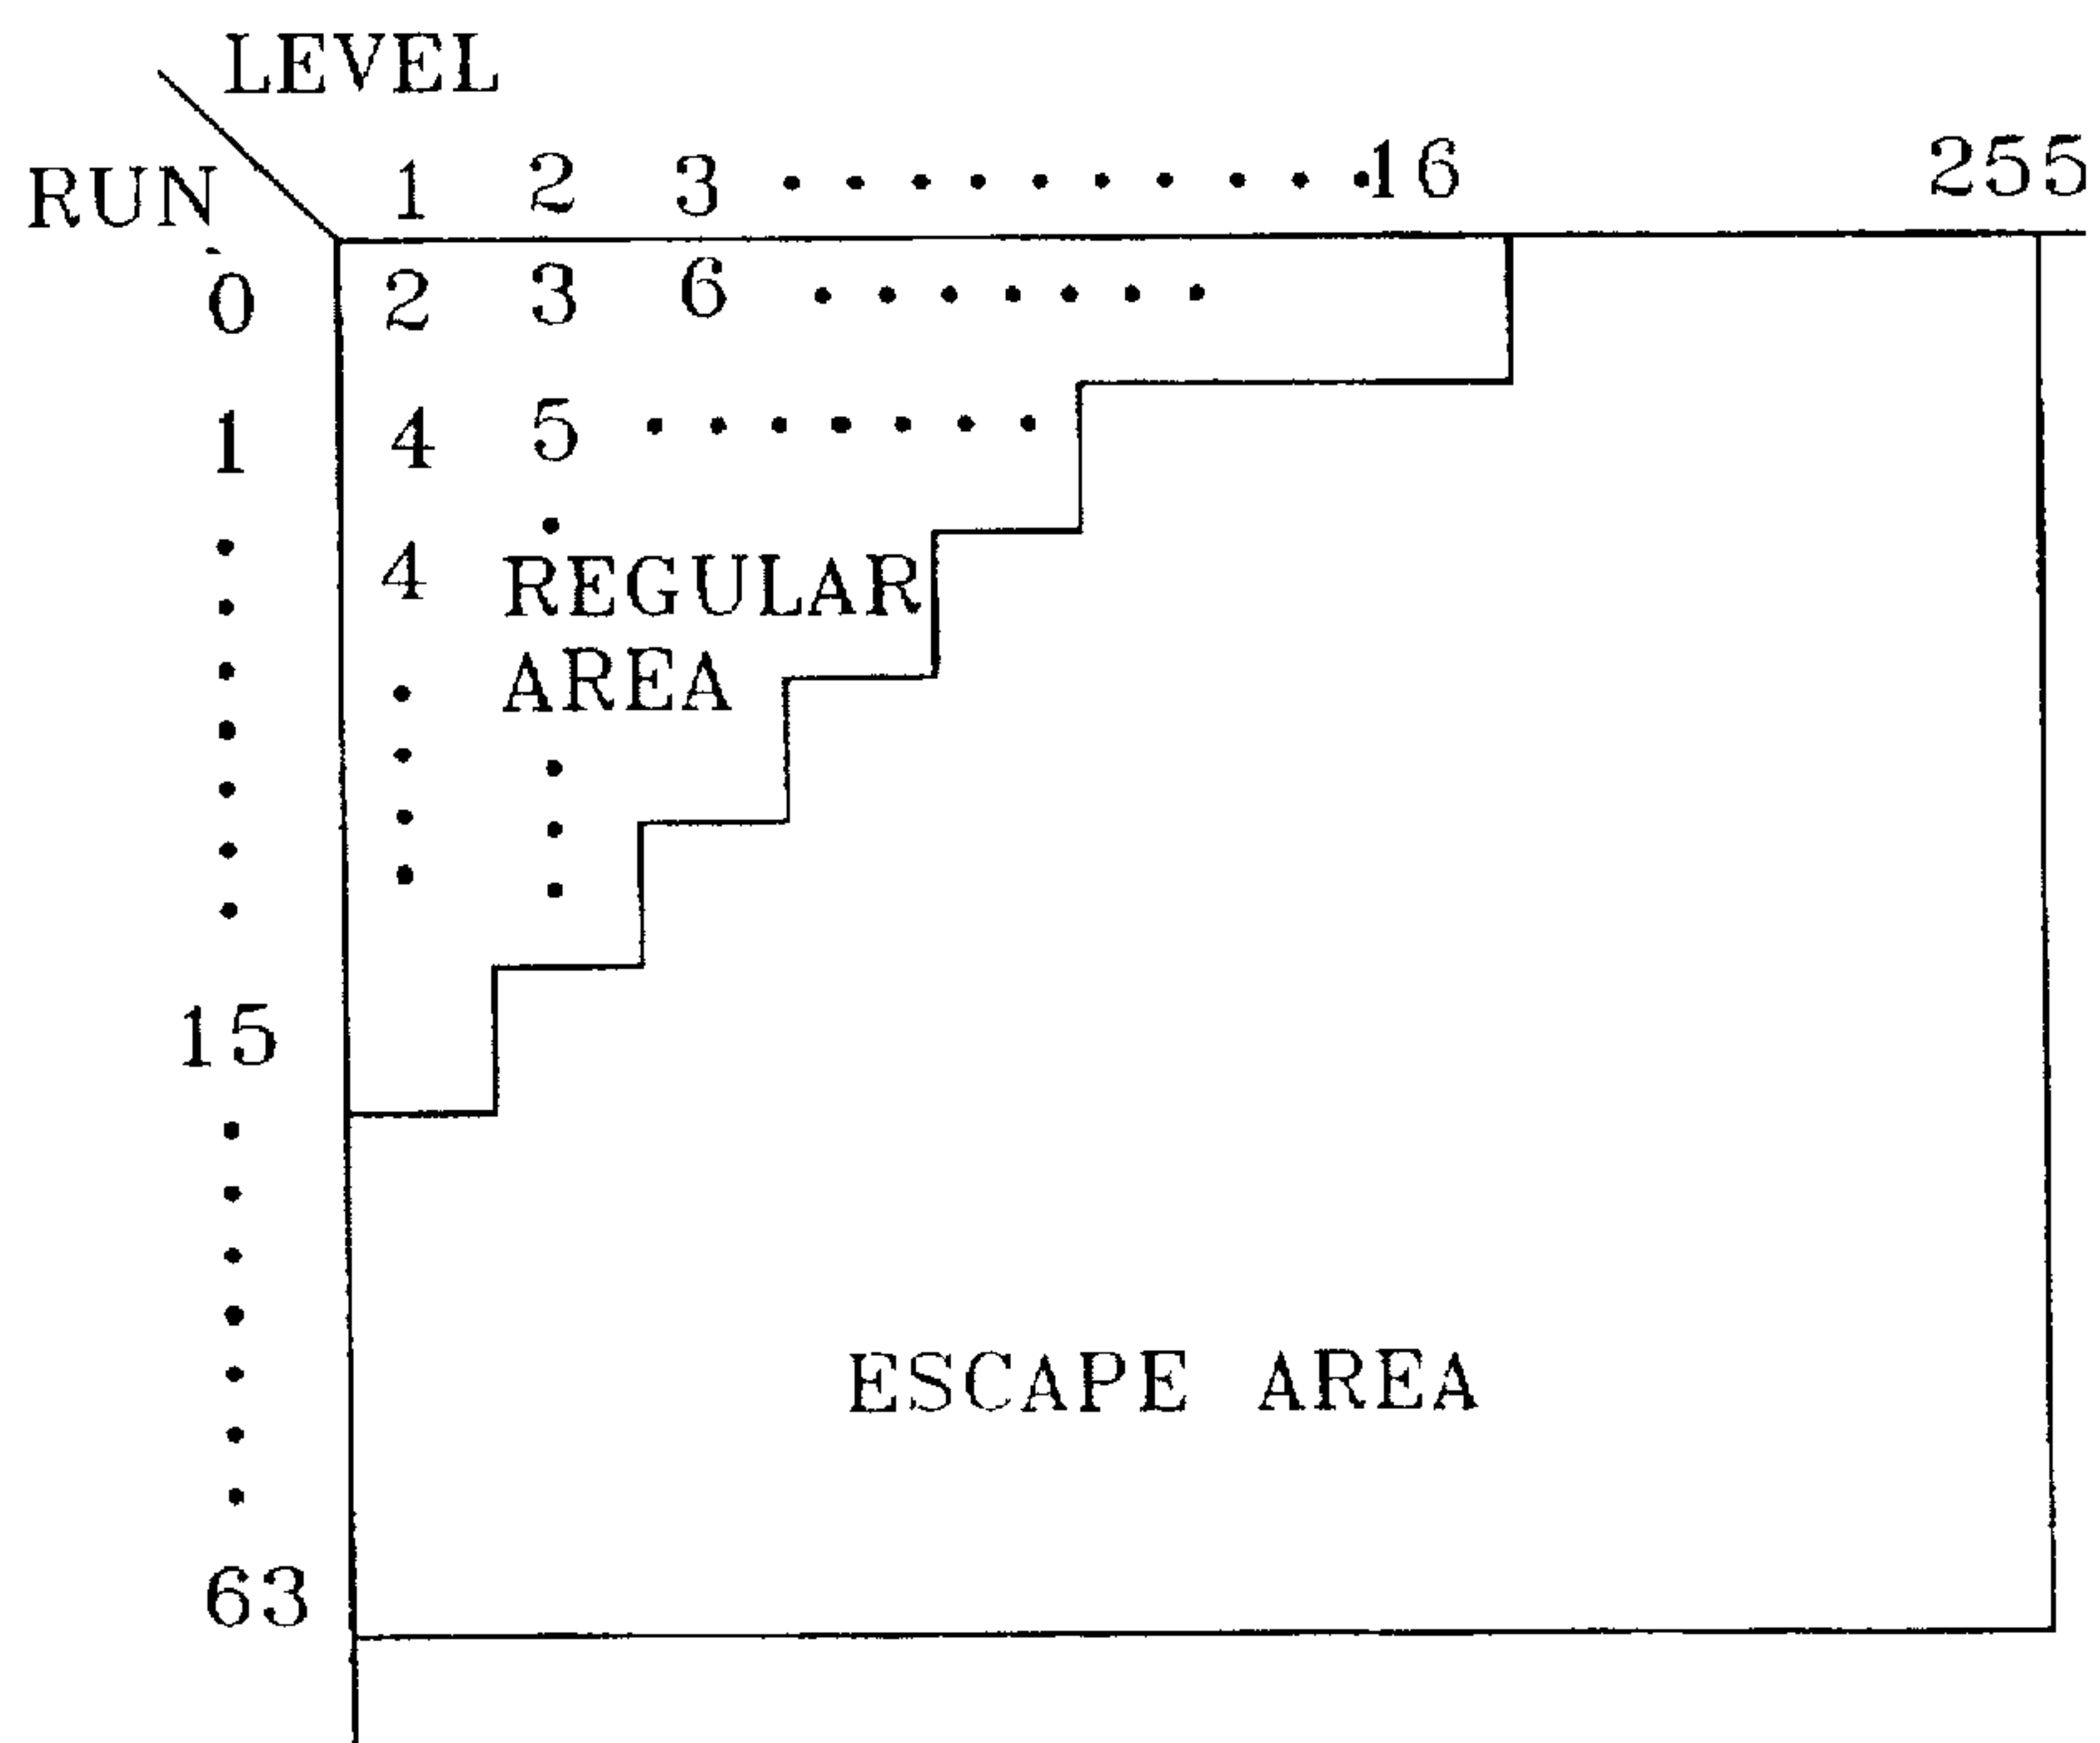 LEVEL
RUN 1 2 3 . . . . . . . . . . 16 255
0 2 3 6 . . . . . . .
1 4 5 . . . . . . .
. 4 .
REGULAR
AREA
15
ESCAPE AREA
63